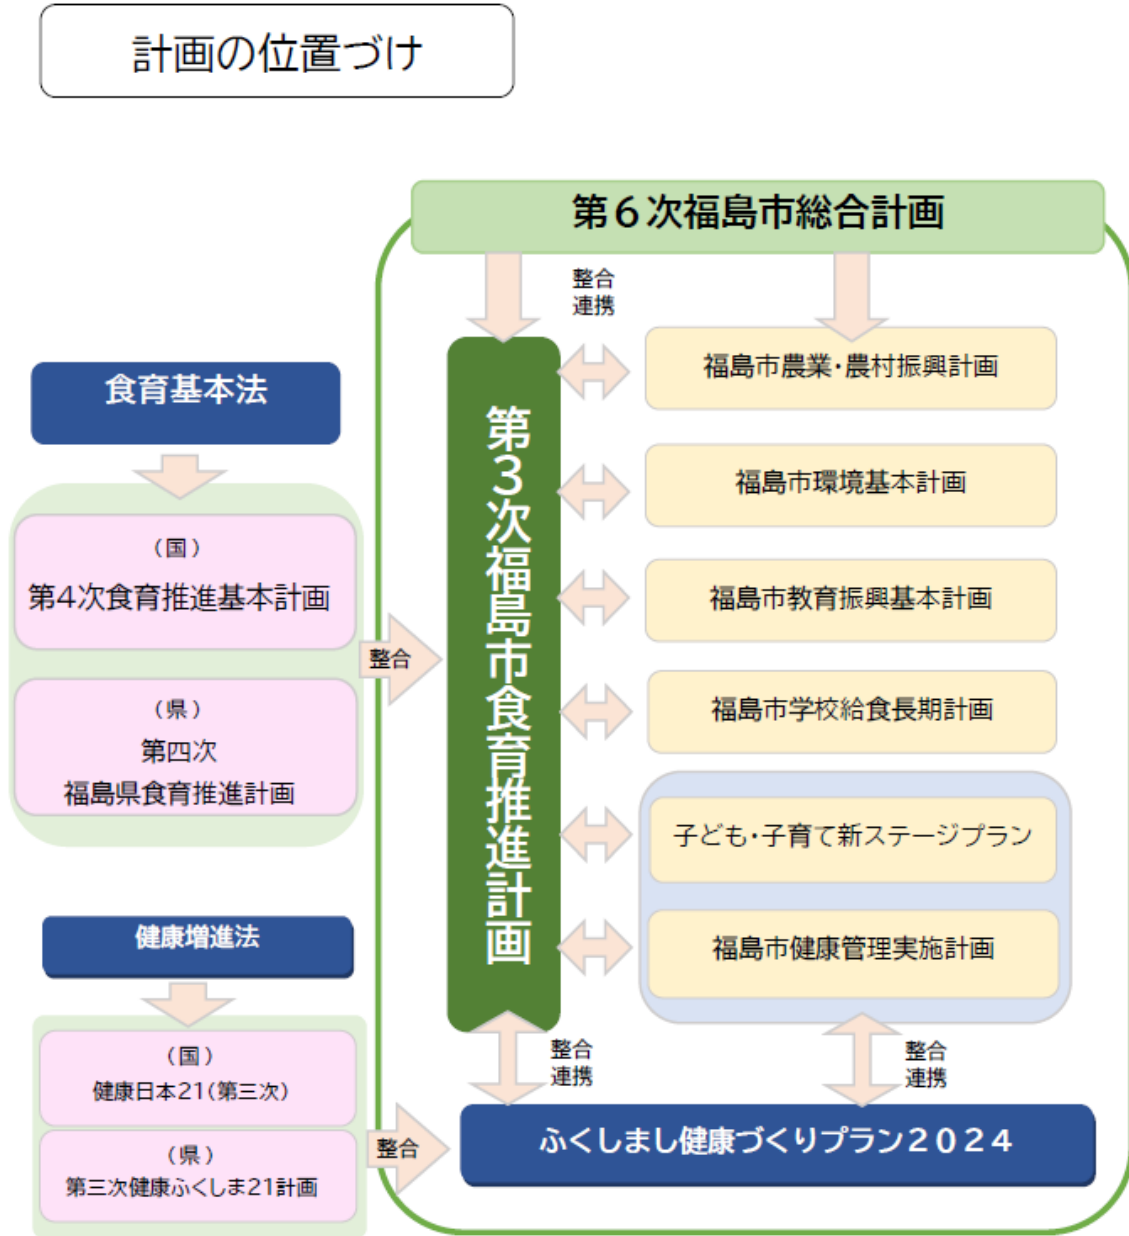 計画の位置づけ
第６次福島市総合計画
整合
連携
食育基本法
（国）
第4次食育推進基本計画
（県）
第四次
福島県食育推進計画
整合
第３次福島市食育推進計画
福島市農業・農村振興計画
福島市環境基本計画
福島市教育振興基本計画
福島市学校給食長期計画
子ども・子育て新ステージプラン
福島市健康管理実施計画
健康増進法
（国）
健康日本21(第三次)
（県）
第三次健康ふくしま21計画
整合
整合
連携
整合
連携
ふくしまし健康づくりプラン２０２４